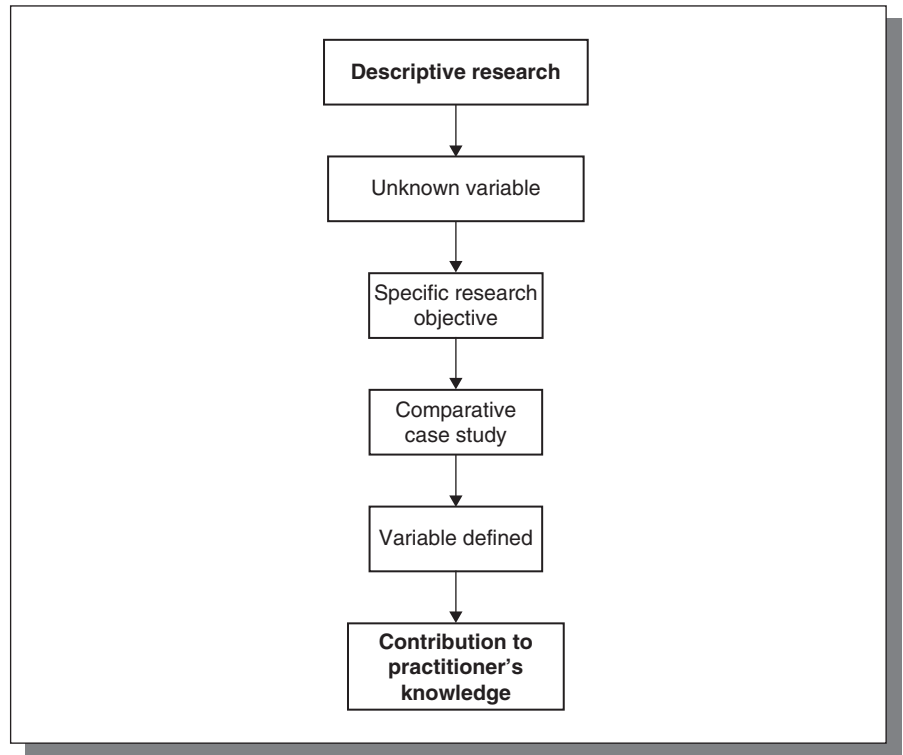 Descriptive research
Unknown variable
Specific research
objective
Comparative
case study
Variable defined
Contribution to
practitioner’s
knowledge